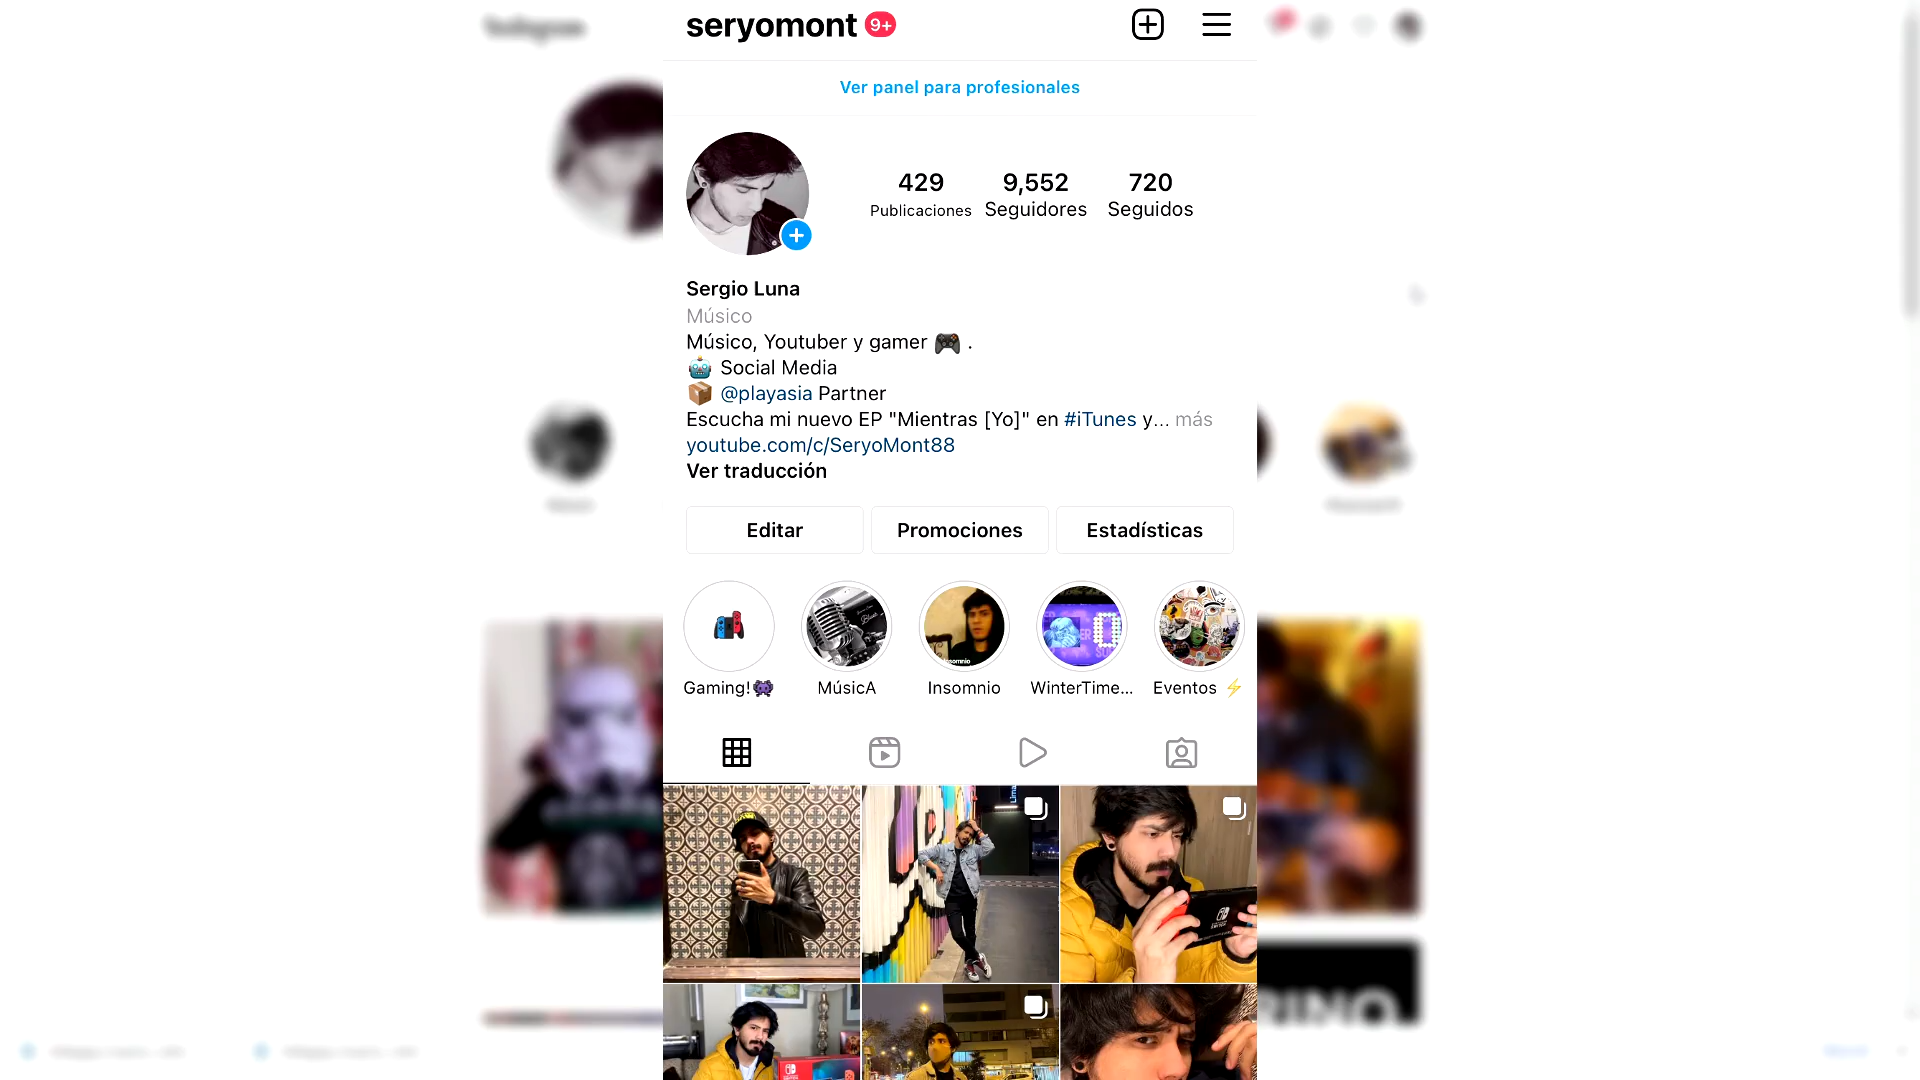 seryomont 9+
Ver panel para profesionales
429 9,552 720
Publicaciones Seguidores Seguidos
Sergio Luna
Músico
Músico, Youtuber y gamer 🎮 .
🤖 Social Media
📦 @playasia Partner
Escucha mi nuevo EP "Mientras [Yo]" en #iTunes y... más
youtube.com/c/SeryoMont88
Ver traducción
Editar Promociones Estadísticas
Insomnio
Gaming!👾 MúsicA Insomnio WinterTime... Eventos ⚡
Lima